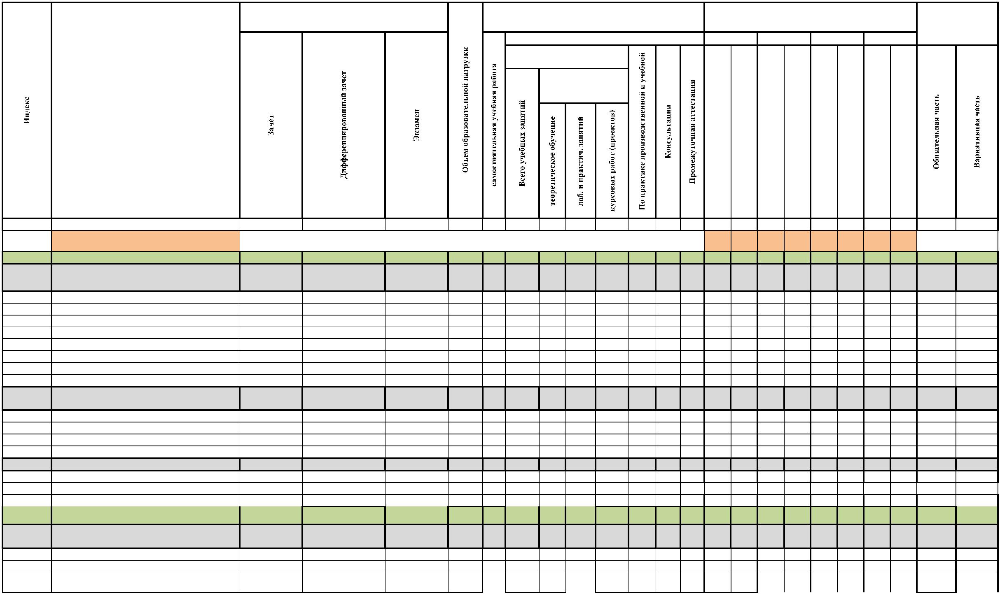 Индекс
Зачет
Дифференцированный зачет
Экзамен
Объем образовательной нагрузки
самостоятельная учебная работа
Всего учебных занятий
теоретическое обучение
лаб. и практич. занятий
курсовых работ (проектов)
По практике производственной и учебной
Консультации
Промежуточная аттестация
Обязательная часть
Вариативная часть